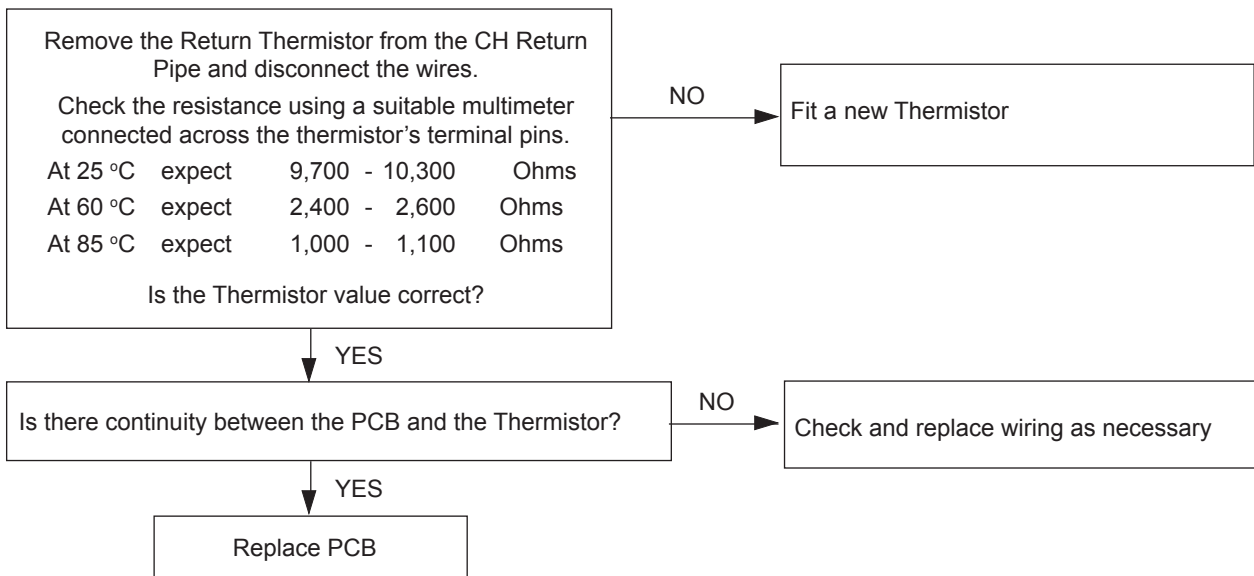 Remove the Return Thermistor from the CH Return
Pipe and disconnect the wires.
Check the resistance using a suitable multimeter
connected across the thermistor's terminal pins.
At 25 °C expect 9,700 - 10,300 Ohms
At 60 °C expect 2,400 - 2,600 Ohms
At 85 °C expect 1,000 - 1,100 Ohms
Is the Thermistor value correct?
NO
Fit a new Thermistor
YES
Is there continuity between the PCB and the Thermistor?
NO
Check and replace wiring as necessary
YES
Replace PCB